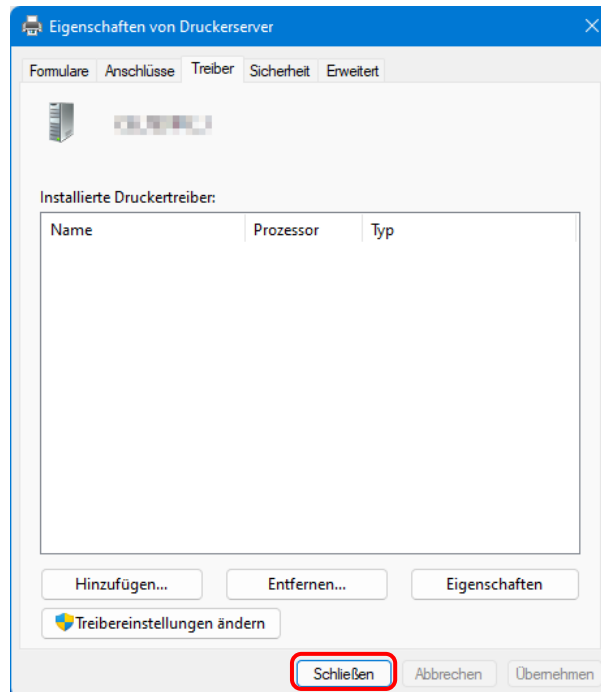 Eigenschaften von Druckerserver
Formulare Anschlüsse Treiber Sicherheit Erweitert
Installierte Druckertreiber:
Name Prozessor Typ
Hinzufügen... Entfernen... Eigenschaften
Treibereinstellungen ändern
Schließen Abbrechen Übernehmen